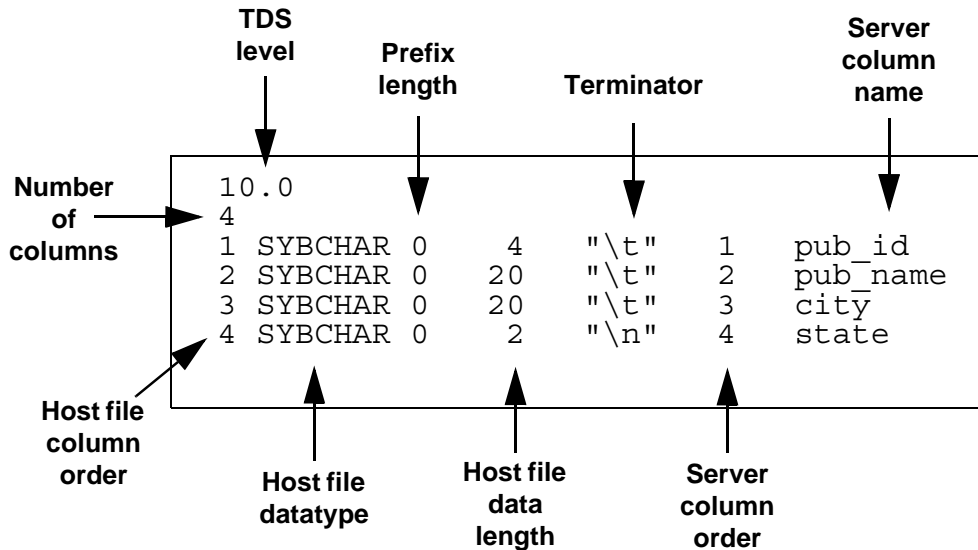 TDS
level
Prefix
length
Terminator
Server
column
name
Number
of
columns
10.0
4
1 SYBCHAR 0 4 "\t" 1 pub_id
2 SYBCHAR 0 20 "\t" 2 pub_name
3 SYBCHAR 0 20 "\t" 3 city
4 SYBCHAR 0 2 "\n" 4 state
Host file
column
order
Host file
datatype
Host file
data
length
Server
column
order